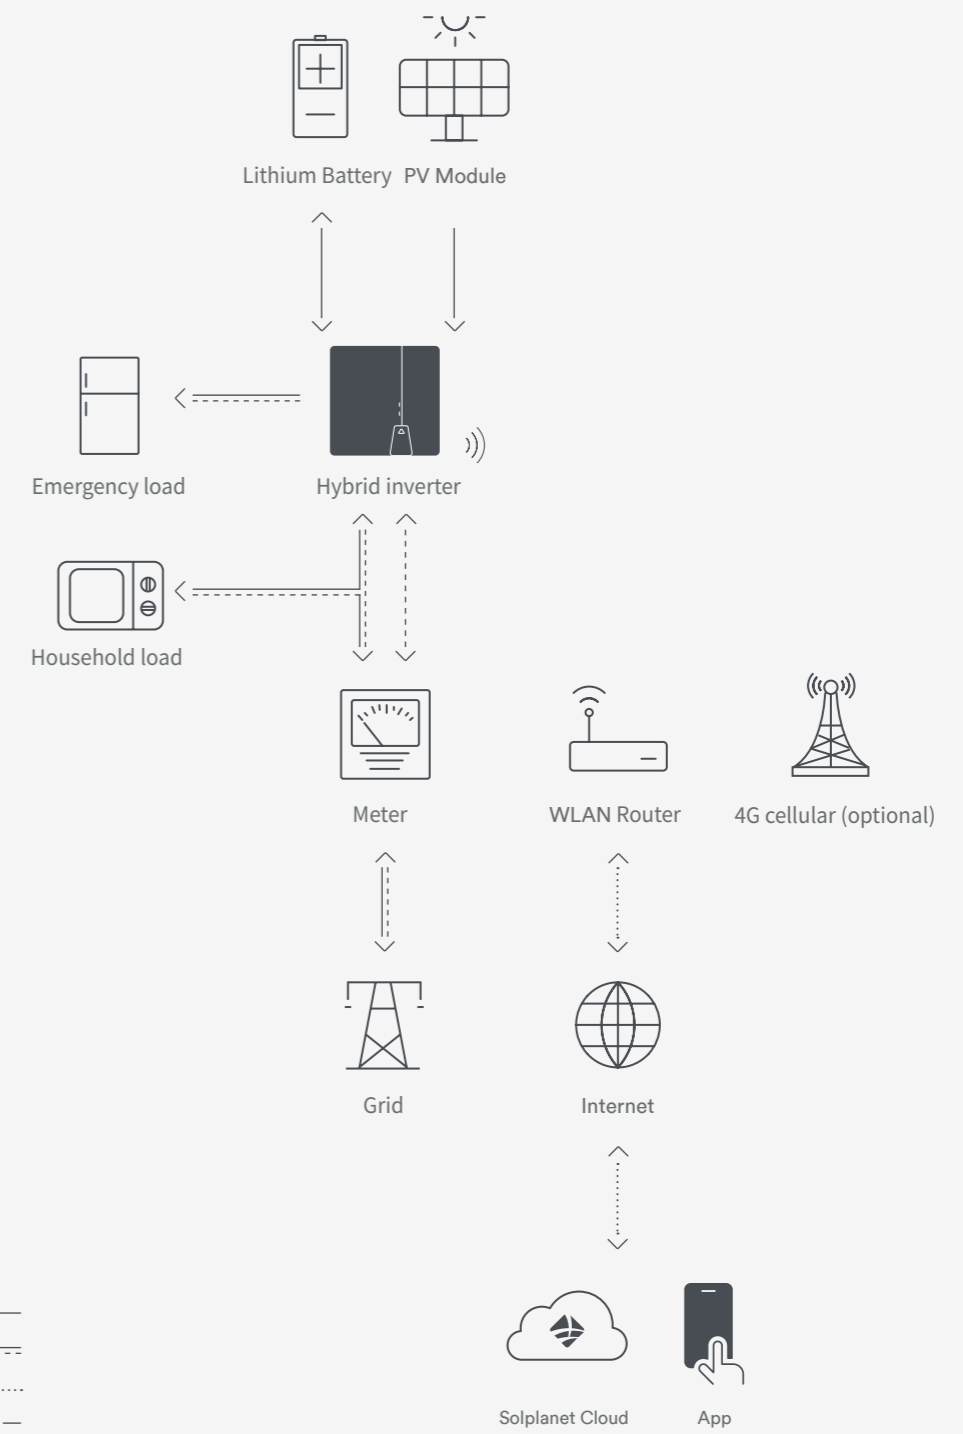 Lithium Battery PV Module
Emergency load Hybrid inverter
Household load
Meter WLAN Router 4G cellular (optional)
Grid Internet
Solplanet Cloud App